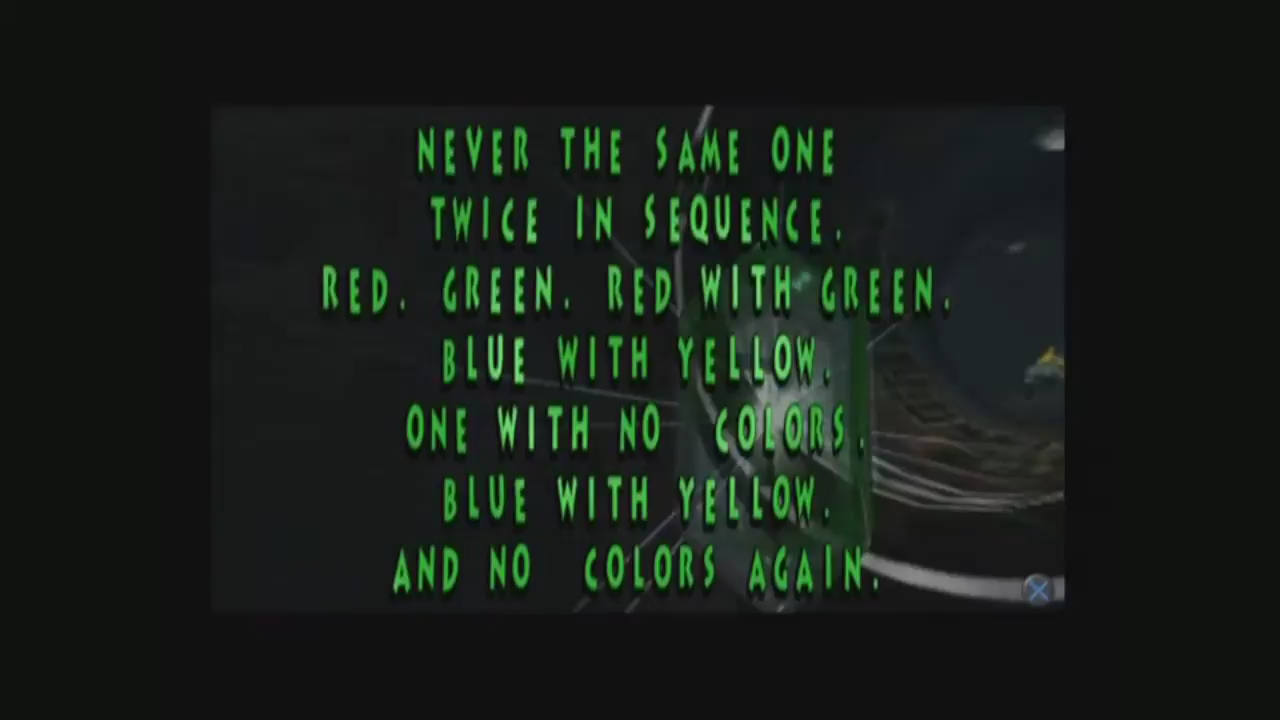 NEVER THE SAME ONE
TWICE IN SEQUENCE.
RED. GREEN. RED WITH GREEN.
BLUE WITH YELLOW.
ONE WITH NO COLORS.
BLUE WITH YELLOW.
AND NO COLORS AGAIN.